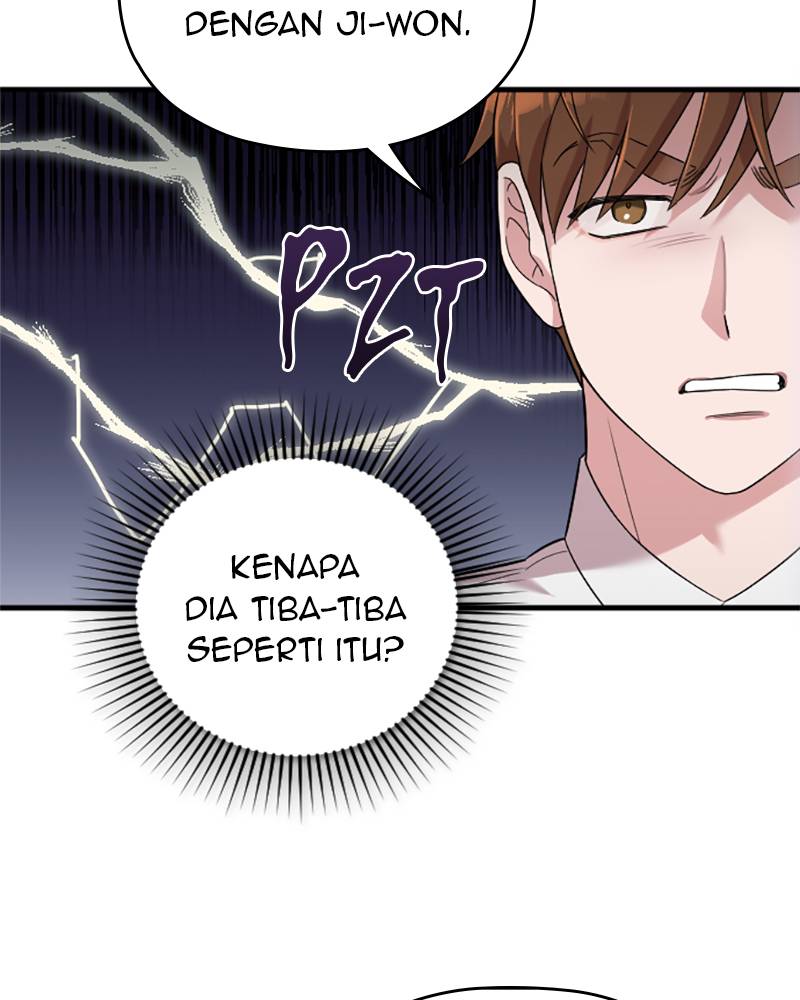 DENGAN JI-WON.
PZT
KENAPA
DIA TIBA-TIBA
SEPERTI ITU?